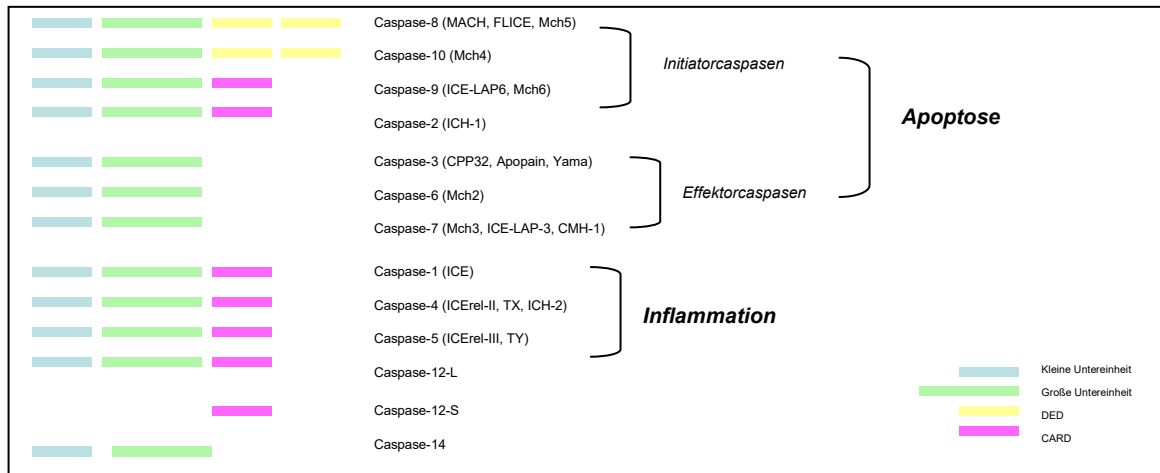 Caspase-8 (MACH, FLICE, Mch5)
Caspase-10 (Mch4)
Initiatorcaspasen
Caspase-9 (ICE-LAP6, Mch6)
Apoptose
Caspase-2 (ICH-1)
Caspase-3 (CPP32, Apopain, Yama)
Caspase-6 (Mch2)
Effektorcaspasen
Caspase-7 (Mch3, ICE-LAP-3, CMH-1)
Caspase-1 (ICE)
Caspase-4 (ICErel-II, TX, ICH-2)
Inflammation
Caspase-5 (ICErel-III, TY)
Caspase-12-L
Caspase-12-S
Caspase-14
Kleine Untereinheit
Große Untereinheit
DED
CARD